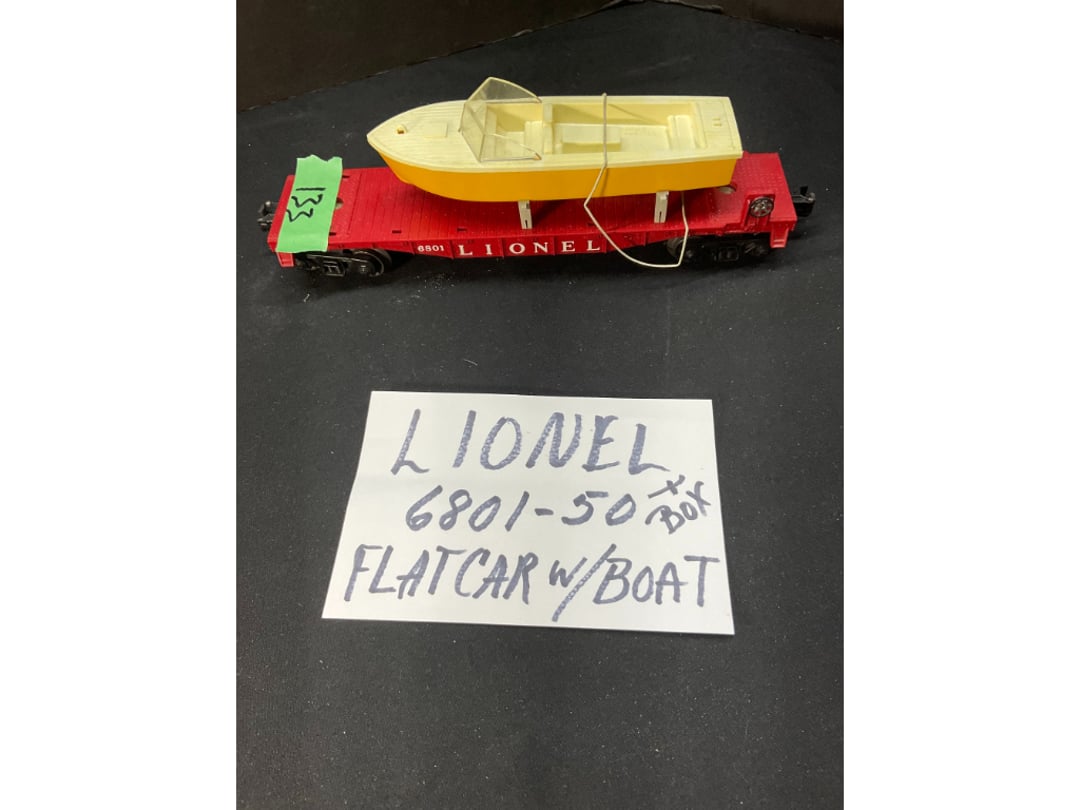 133
6801 LIONEL
LIONEL
6801-50 + BOX
FLATCAR W/BOAT